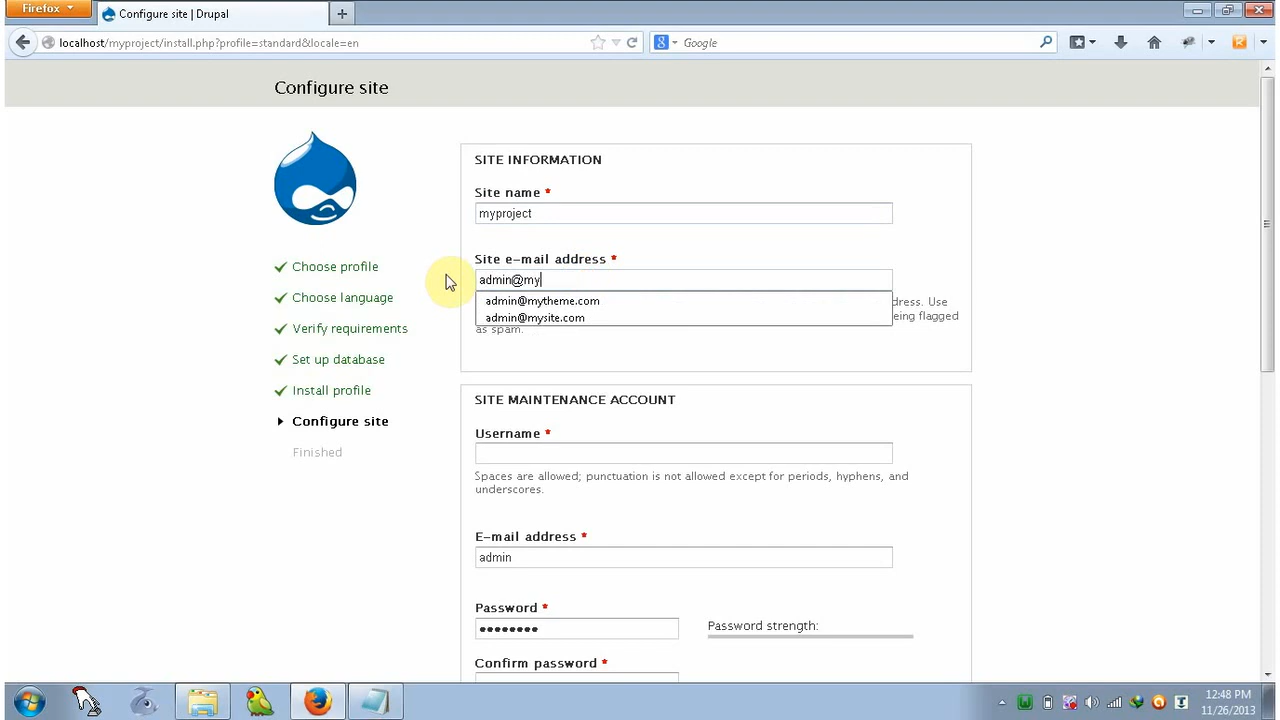 Firefox
Configure site | Drupal
localhost/myproject/install.php?profile=standard&locale=en
Google
Configure site
SITE INFORMATION
Site name *
myproject
Site e-mail address *
admin@my
admin@mytheme.com
admin@mysite.com
dress. Use
eing flagged
as spam.
Choose profile
Choose language
Verify requirements
Set up database
Install profile
Configure site
Finished
SITE MAINTENANCE ACCOUNT
Username *
Spaces are allowed; punctuation is not allowed except for periods, hyphens, and
underscores.
E-mail address *
admin
Password *
Password strength:
Confirm password *
12:48 PM
11/26/2013